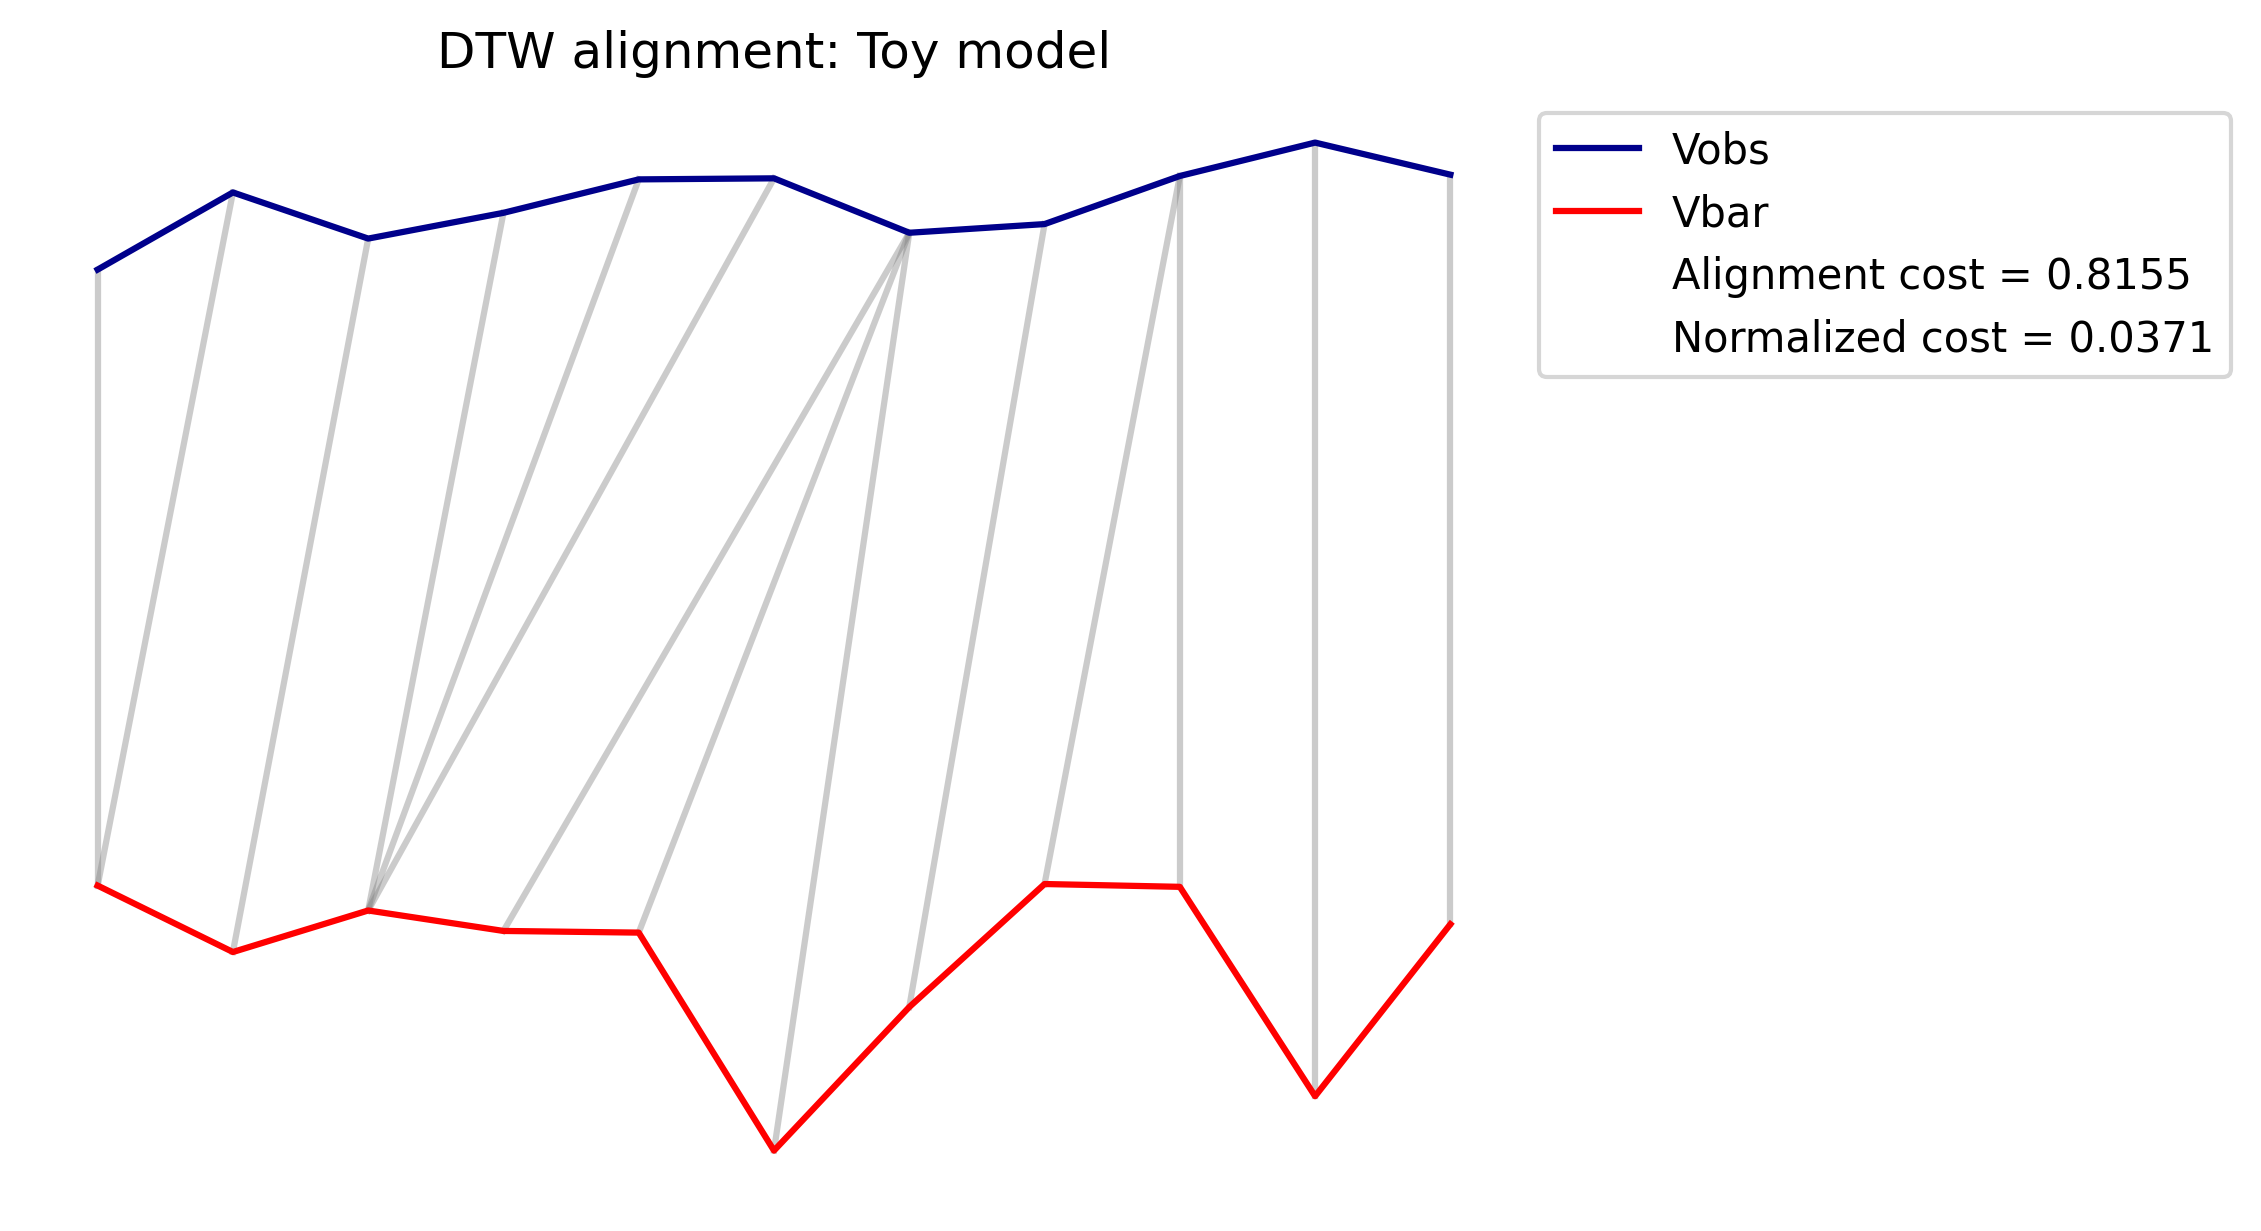 DTW alignment: Toy model
Vobs
Vbar
Alignment cost = 0.8155
Normalized cost = 0.0371